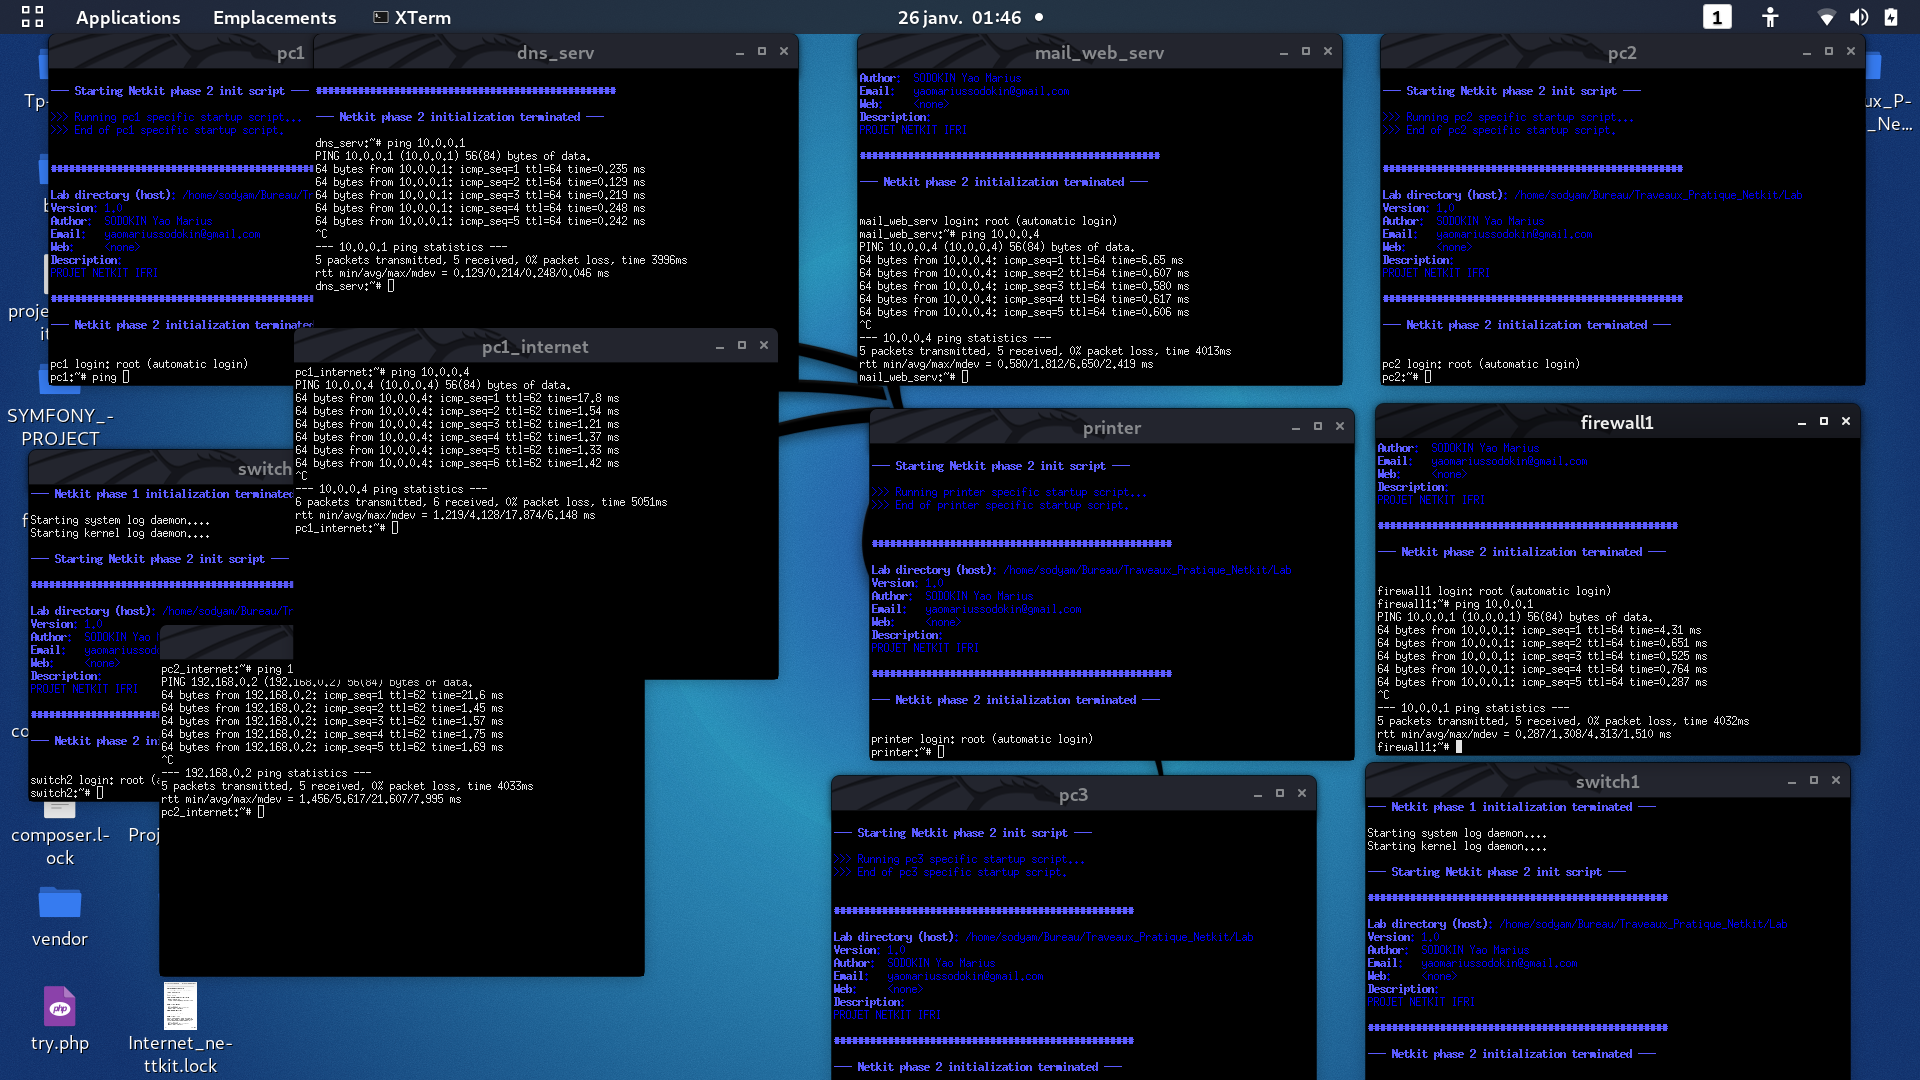 Applications
Emplacements
XTerm
26 janv. 01:46
1
pc1
--- Starting Netkit phase 2 init script ---
>>> Running pc1 specific startup script...
>>> End of pc1 specific startup script.
Lab directory (host): /home/sodyam/Bureau/Tr
Version: 1.0
Author: SODOKIN Yao Marius
Email: yaomariussodokin@gmail.com
Web: <none>
Description:
PROJET NETKIT IFRI
--- Netkit phase 2 initialization terminated
pc1 login: root (automatic login)
pc1:~# ping
dns_serv
--- Netkit phase 2 initialization terminated ---
dns_serv:~# ping 10.0.0.1
PING 10.0.0.1 (10.0.0.1) 56(84) bytes of data.
64 bytes from 10.0.0.1: icmp_seq=1 ttl=64 time=0.235 ms
64 bytes from 10.0.0.1: icmp_seq=2 ttl=64 time=0.129 ms
64 bytes from 10.0.0.1: icmp_seq=3 ttl=64 time=0.219 ms
64 bytes from 10.0.0.1: icmp_seq=4 ttl=64 time=0.248 ms
64 bytes from 10.0.0.1: icmp_seq=5 ttl=64 time=0.242 ms
^C
--- 10.0.0.1 ping statistics ---
5 packets transmitted, 5 received, 0% packet loss, time 3996ms
rtt min/avg/max/mdev = 0.129/0.214/0.248/0.046 ms
dns_serv:~#
mail_web_serv
Author: SODOKIN Yao Marius
Email: yaomariussodokin@gmail.com
Web: <none>
Description:
PROJET NETKIT IFRI
--- Netkit phase 2 initialization terminated ---
mail_web_serv login: root (automatic login)
mail_web_serv:~# ping 10.0.0.4
PING 10.0.0.4 (10.0.0.4) 56(84) bytes of data.
64 bytes from 10.0.0.4: icmp_seq=1 ttl=64 time=6.65 ms
64 bytes from 10.0.0.4: icmp_seq=2 ttl=64 time=0.607 ms
64 bytes from 10.0.0.4: icmp_seq=3 ttl=64 time=0.580 ms
64 bytes from 10.0.0.4: icmp_seq=4 ttl=64 time=0.617 ms
64 bytes from 10.0.0.4: icmp_seq=5 ttl=64 time=0.606 ms
^C
--- 10.0.0.4 ping statistics ---
5 packets transmitted, 5 received, 0% packet loss, time 4013ms
rtt min/avg/max/mdev = 0.580/1.812/6.650/2.419 ms
mail_web_serv:~#
pc2
--- Starting Netkit phase 2 init script ---
>>> Running pc2 specific startup script...
>>> End of pc2 specific startup script.
Lab directory (host): /home/sodyam/Bureau/Traveaux_Pratique_Netkit/Lab
Version: 1.0
Author: SODOKIN Yao Marius
Email: yaomariussodokin@gmail.com
Web: <none>
Description:
PROJET NETKIT IFRI
--- Netkit phase 2 initialization terminated ---
pc2 login: root (automatic login)
pc2:~#
pc1_internet
pc1_internet:~# ping 10.0.0.4
PING 10.0.0.4 (10.0.0.4) 56(84) bytes of data.
64 bytes from 10.0.0.4: icmp_seq=1 ttl=62 time=17.8 ms
64 bytes from 10.0.0.4: icmp_seq=2 ttl=62 time=1.54 ms
64 bytes from 10.0.0.4: icmp_seq=3 ttl=62 time=1.21 ms
64 bytes from 10.0.0.4: icmp_seq=4 ttl=62 time=1.37 ms
64 bytes from 10.0.0.4: icmp_seq=5 ttl=62 time=1.33 ms
64 bytes from 10.0.0.4: icmp_seq=6 ttl=62 time=1.42 ms
^C
--- 10.0.0.4 ping statistics ---
6 packets transmitted, 6 received, 0% packet loss, time 5051ms
rtt min/avg/max/mdev = 1.219/4.128/17.874/6.148 ms
pc1_internet:~#
switch
--- Netkit phase 1 initialization terminated
Starting system log daemon....
Starting kernel log daemon....
--- Starting Netkit phase 2 init script ---
Lab directory (host): /home/sodyam/Bureau/Tr
Version: 1.0
Author: SODOKIN Yao
Email: yaomariussodo
Web: <none>
Description:
PROJET NETKIT IFRI
--- Netkit phase 2 in
switch2 login: root (
switch2:~#
pc2_internet:~# ping 1
PING 192.168.0.2 (192.168.0.2) 56(84) bytes of data.
64 bytes from 192.168.0.2: icmp_seq=1 ttl=62 time=21.6 ms
64 bytes from 192.168.0.2: icmp_seq=2 ttl=62 time=1.45 ms
64 bytes from 192.168.0.2: icmp_seq=3 ttl=62 time=1.57 ms
64 bytes from 192.168.0.2: icmp_seq=4 ttl=62 time=1.75 ms
64 bytes from 192.168.0.2: icmp_seq=5 ttl=62 time=1.69 ms
^C
--- 192.168.0.2 ping statistics ---
5 packets transmitted, 5 received, 0% packet loss, time 4033ms
rtt min/avg/max/mdev = 1.456/5.617/21.607/7.995 ms
pc2_internet:~#
printer
--- Starting Netkit phase 2 init script ---
>>> Running printer specific startup script...
>>> End of printer specific startup script.
Lab directory (host): /home/sodyam/Bureau/Traveaux_Pratique_Netkit/Lab
Version: 1.0
Author: SODOKIN Yao Marius
Email: yaomariussodokin@gmail.com
Web: <none>
Description:
PROJET NETKIT IFRI
--- Netkit phase 2 initialization terminated ---
printer login: root (automatic login)
printer:~#
firewall1
Author: SODOKIN Yao Marius
Email: yaomariussodokin@gmail.com
Web: <none>
Description:
PROJET NETKIT IFRI
--- Netkit phase 2 initialization terminated ---
firewall1 login: root (automatic login)
firewall1:~# ping 10.0.0.1
PING 10.0.0.1 (10.0.0.1) 56(84) bytes of data.
64 bytes from 10.0.0.1: icmp_seq=1 ttl=64 time=4.31 ms
64 bytes from 10.0.0.1: icmp_seq=2 ttl=64 time=0.651 ms
64 bytes from 10.0.0.1: icmp_seq=3 ttl=64 time=0.525 ms
64 bytes from 10.0.0.1: icmp_seq=4 ttl=64 time=0.764 ms
64 bytes from 10.0.0.1: icmp_seq=5 ttl=64 time=0.287 ms
^C
--- 10.0.0.1 ping statistics ---
5 packets transmitted, 5 received, 0% packet loss, time 4032ms
rtt min/avg/max/mdev = 0.287/1.308/4.313/1.510 ms
firewall1:~#
pc3
--- Starting Netkit phase 2 init script ---
>>> Running pc3 specific startup script...
>>> End of pc3 specific startup script.
Lab directory (host): /home/sodyam/Bureau/Traveaux_Pratique_Netkit/Lab
Version: 1.0
Author: SODOKIN Yao Marius
Email: yaomariussodokin@gmail.com
Web: <none>
Description:
PROJET NETKIT IFRI
--- Netkit phase 2 initialization terminated ---
switch1
--- Netkit phase 1 initialization terminated ---
Starting system log daemon....
Starting kernel log daemon....
--- Starting Netkit phase 2 init script ---
Lab directory (host): /home/sodyam/Bureau/Traveaux_Pratique_Netkit/Lab
Version: 1.0
Author: SODOKIN Yao Marius
Email: yaomariussodokin@gmail.com
Web: <none>
Description:
PROJET NETKIT IFRI
--- Netkit phase 2 initialization terminated ---
Tp-
proje
it
SYMFONY_-
PROJECT
co
composer.l-
ock
Proj
vendor
php
try.php
Internet_ne-
ttkit.lock
ux_P-
_Ne...